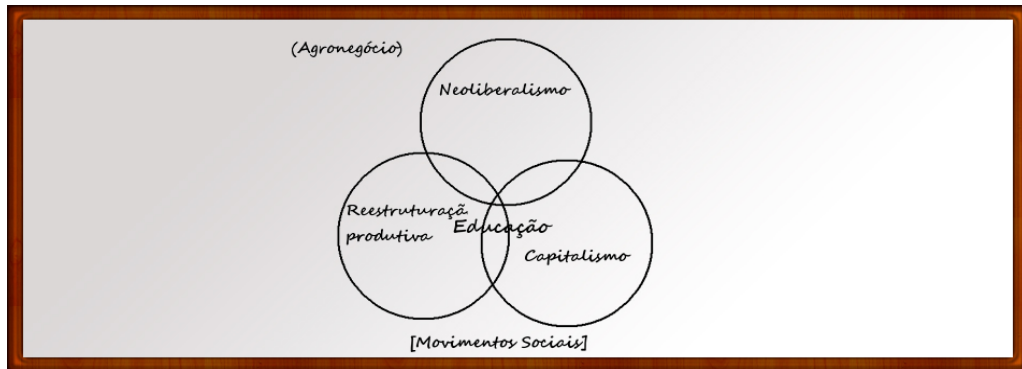 (Agronegócio)
Neoliberalismo
Reestruturaçã
produtiva
Educação
Capitalismo
[Movimentos Sociais]